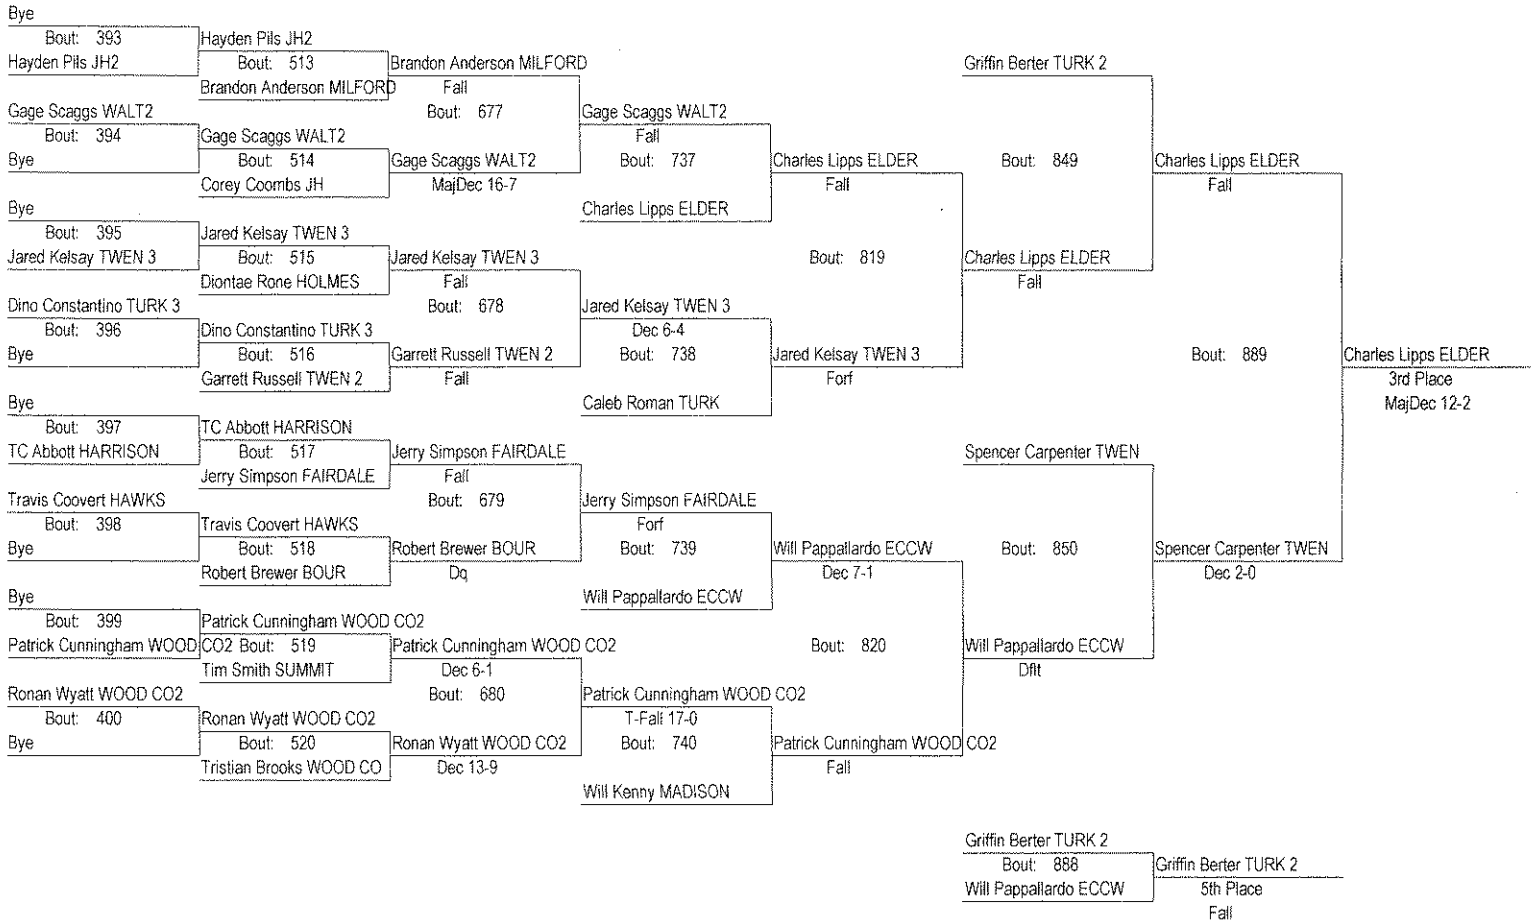 Bye
Bout: 393
Hayden Pils JH2
Hayden Pils JH2
Bout: 513
Brandon Anderson MILFORD
Brandon Anderson MILFORD
Fall
Bout: 677
Gage Scaggs WALT2
Bout: 394
Bye
Gage Scaggs WALT2
Bout: 514
Corey Coombs JH
Gage Scaggs WALT2
MajDec 16-7
Gage Scaggs WALT2
Fall
Bout: 737
Charles Lipps ELDER
Charles Lipps ELDER
Fall
Bye
Bout: 395
Jared Kelsay TWEN 3
Jared Kelsay TWEN 3
Bout: 515
Diontae Rone HOLMES
Jared Kelsay TWEN 3
Fall
Bout: 678
Dino Constantino TURK 3
Bout: 396
Bye
Dino Constantino TURK 3
Bout: 516
Garrett Russell TWEN 2
Garrett Russell TWEN 2
Fall
Jared Kelsay TWEN 3
Dec 6-4
Bout: 738
Caleb Roman TURK
Jared Kelsay TWEN 3
Forf
Bout: 819
Charles Lipps ELDER
Fall
Griffin Berter TURK 2
Bout: 849
Charles Lipps ELDER
Fall
Bye
Bout: 397
TC Abbott HARRISON
TC Abbott HARRISON
Bout: 517
Jerry Simpson FAIRDALE
Jerry Simpson FAIRDALE
Fall
Bout: 679
Travis Coovert HAWKS
Bout: 398
Bye
Travis Coovert HAWKS
Bout: 518
Robert Brewer BOUR
Robert Brewer BOUR
Dq
Jerry Simpson FAIRDALE
Forf
Bout: 739
Will Pappallardo ECCW
Will Pappallardo ECCW
Dec 7-1
Bye
Bout: 399
Patrick Cunningham WOOD CO2
Patrick Cunningham WOOD CO2
Bout: 519
Tim Smith SUMMIT
Patrick Cunningham WOOD CO2
Dec 6-1
Bout: 680
Ronan Wyatt WOOD CO2
Bout: 400
Bye
Ronan Wyatt WOOD CO2
Bout: 520
Tristian Brooks WOOD CO
Ronan Wyatt WOOD CO2
Dec 13-9
Patrick Cunningham WOOD CO2
T-Fall 17-0
Bout: 740
Will Kenny MADISON
Patrick Cunningham WOOD CO2
Fall
Bout: 820
Will Pappallardo ECCW
Dflt
Spencer Carpenter TWEN
Bout: 850
Spencer Carpenter TWEN
Dec 2-0
Bout: 889
Charles Lipps ELDER
3rd Place
MajDec 12-2
Griffin Berter TURK 2
Bout: 888
Will Pappallardo ECCW
Griffin Berter TURK 2
5th Place
Fall